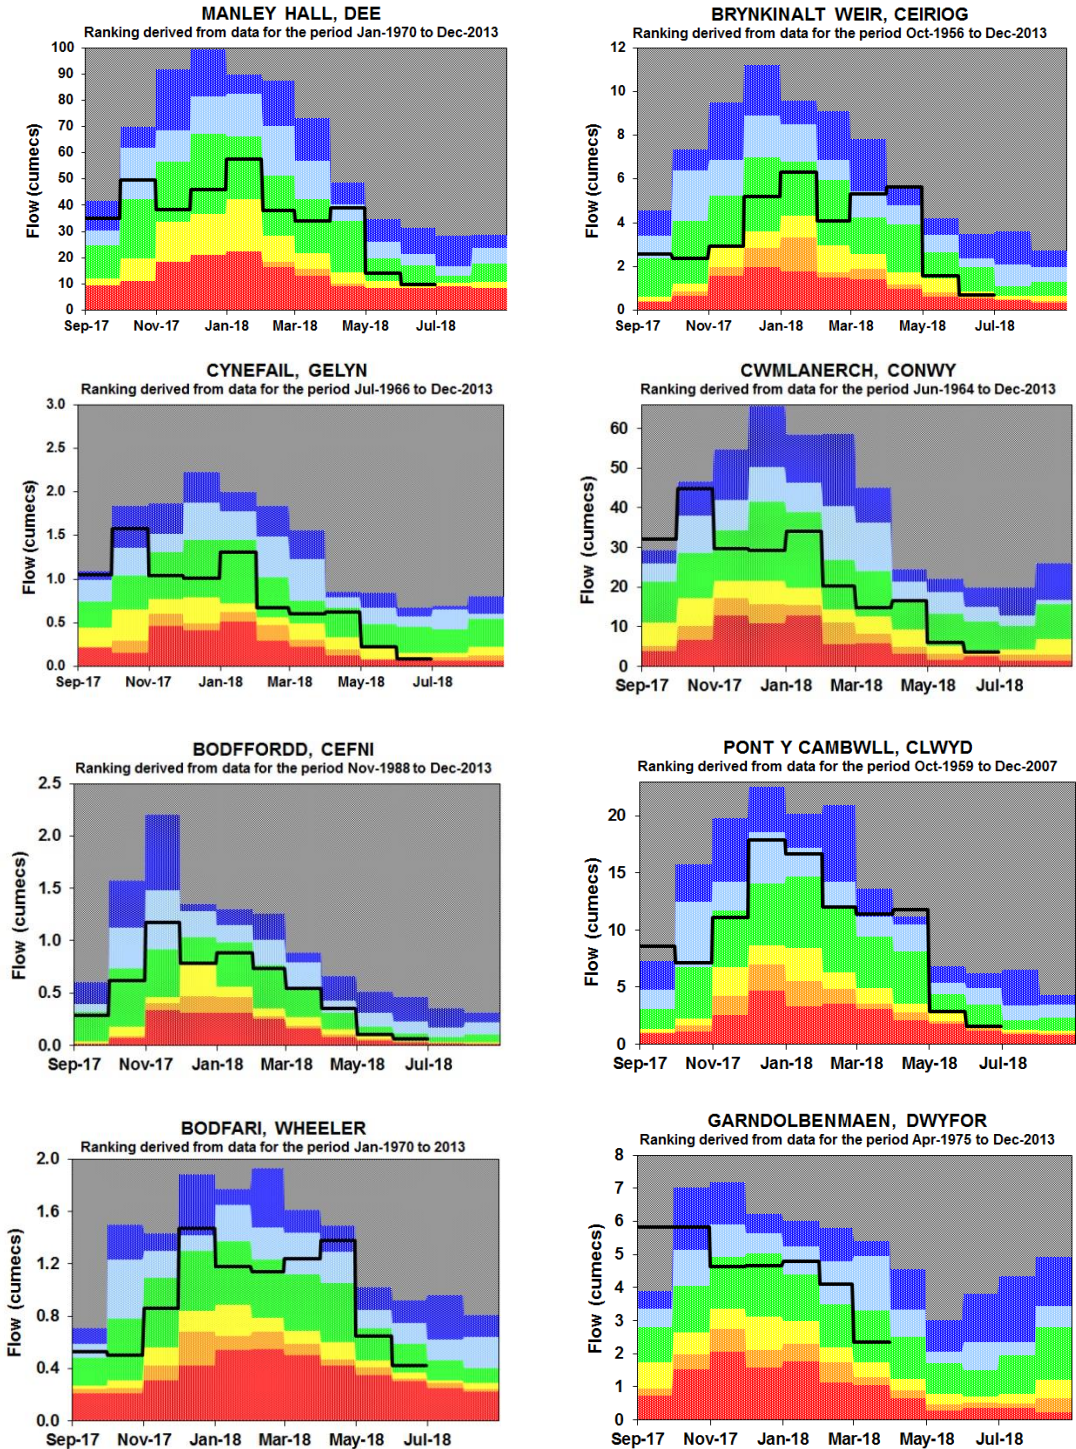 MANLEY HALL, DEE
Ranking derived from data for the period Jan-1970 to Dec-2013
Flow (cumecs)
100
90
80
70
60
50
40
30
20
10
0
Sep-17 Nov-17 Jan-18 Mar-18 May-18 Jul-18
BRYNKINALT WEIR, CEIRIOG
Ranking derived from data for the period Oct-1956 to Dec-2013
Flow (cumecs)
12
10
8
6
4
2
0
Sep-17 Nov-17 Jan-18 Mar-18 May-18 Jul-18
CYNEFAIL, GELYN
Ranking derived from data for the period Jul-1966 to Dec-2013
Flow (cumecs)
3.0
2.5
2.0
1.5
1.0
0.5
0.0
Sep-17 Nov-17 Jan-18 Mar-18 May-18 Jul-18
CWMLANERCH, CONWY
Ranking derived from data for the period Jun-1964 to Dec-2013
Flow (cumecs)
60
50
40
30
20
10
0
Sep-17 Nov-17 Jan-18 Mar-18 May-18 Jul-18
BODFFORDD, CEFNI
Ranking derived from data for the period Nov-1988 to Dec-2013
Flow (cumecs)
2.5
2.0
1.5
1.0
0.5
0.0
Sep-17 Nov-17 Jan-18 Mar-18 May-18 Jul-18
PONT Y CAMBWLL, CLWYD
Ranking derived from data for the period Oct-1959 to Dec-2007
Flow (cumecs)
20
15
10
5
0
Sep-17 Nov-17 Jan-18 Mar-18 May-18 Jul-18
BODFARI, WHEELER
Ranking derived from data for the period Jan-1970 to 2013
Flow (cumecs)
2.0
1.6
1.2
0.8
0.4
0.0
Sep-17 Nov-17 Jan-18 Mar-18 May-18 Jul-18
GARNDOLBENMAEN, DWYFOR
Ranking derived from data for the period Apr-1975 to Dec-2013
Flow (cumecs)
8
7
6
5
4
3
2
1
0
Sep-17 Nov-17 Jan-18 Mar-18 May-18 Jul-18